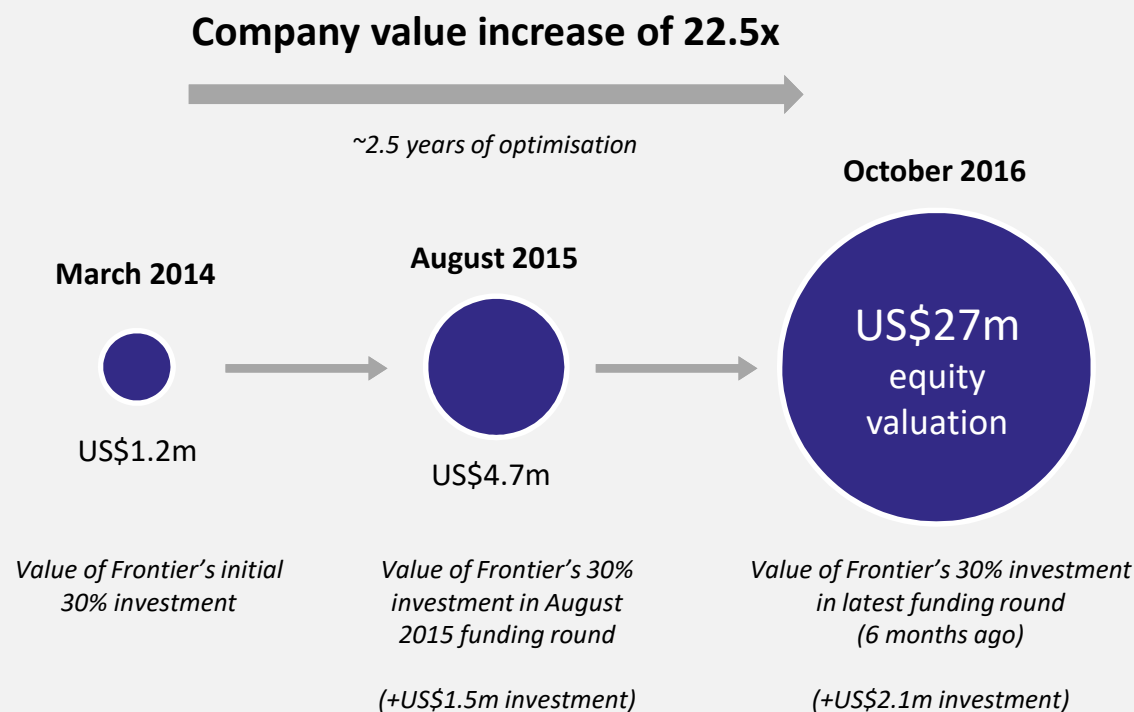 Company value increase of 22.5x
~2.5 years of optimisation
March 2014
US$1.2m
Value of Frontier’s initial
30% investment
August 2015
US$4.7m
Value of Frontier’s 30%
investment in August
2015 funding round
(+US$1.5m investment)
October 2016
US$27m
equity
valuation
Value of Frontier’s 30% investment
in latest funding round
(6 months ago)
(+US$2.1m investment)